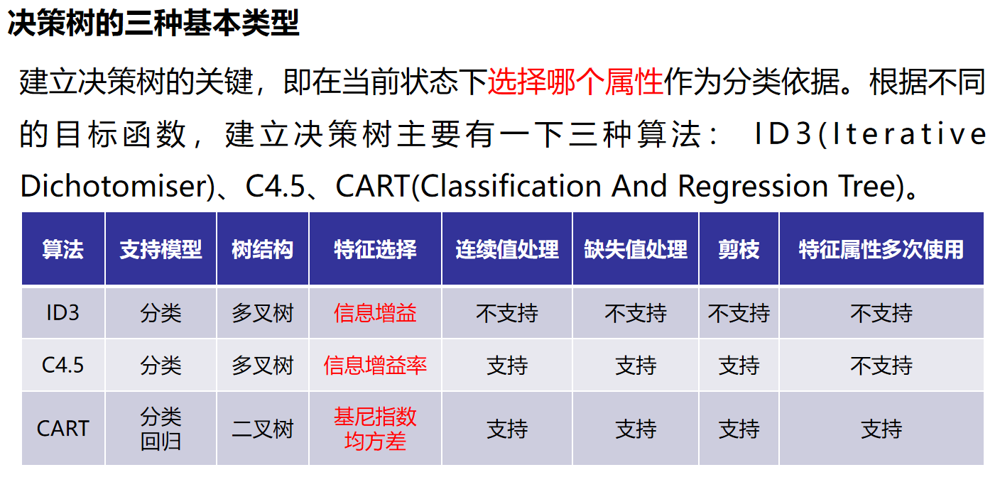 决策树的三种基本类型
建立决策树的关键，即在当前状态下选择哪个属性作为分类依据。根据不同
的目标函数，建立决策树主要有一下三种算法： ID3(Iterative
Dichotomiser)、C4.5、CART(Classification And Regression Tree)。
算法 支持模型 树结构 特征选择 连续值处理 缺失值处理 剪枝 特征属性多次使用
ID3 分类 多叉树 信息增益 不支持 不支持 不支持 不支持
C4.5 分类 多叉树 信息增益率 支持 支持 支持 不支持
CART 分类 回归 二叉树 基尼指数 均方差 支持 支持 支持 支持